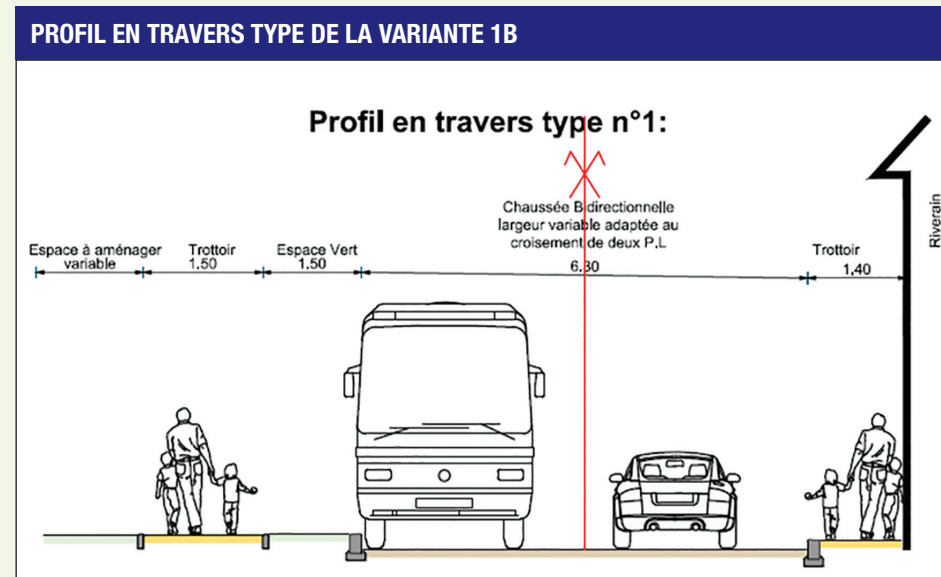 PROFIL EN TRAVERS TYPE DE LA VARIANTE 1B
Profil en travers type n°1:
Chaussée Bidirectionnelle
largeur variable adaptée au
croisement de deux P.L
6.30
Espace à aménager
variable
Trottoir
1.50
Espace Vert
1.50
Trottoir
1,40
Riverain